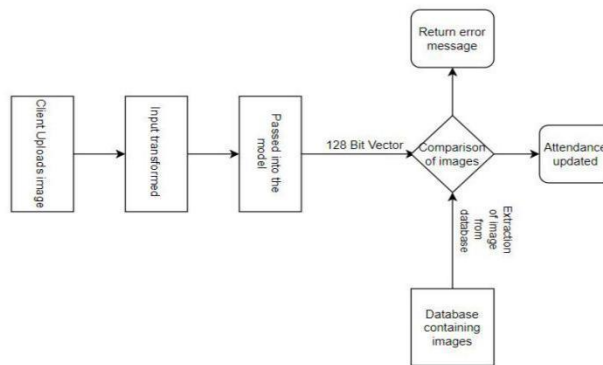 Return error
message
Client Uploads image
Input transformed
Passed into the
model
128 Bit Vector
Comparison
of images
Attendance
updated
Extraction
of image
from
database
Database
containing
images